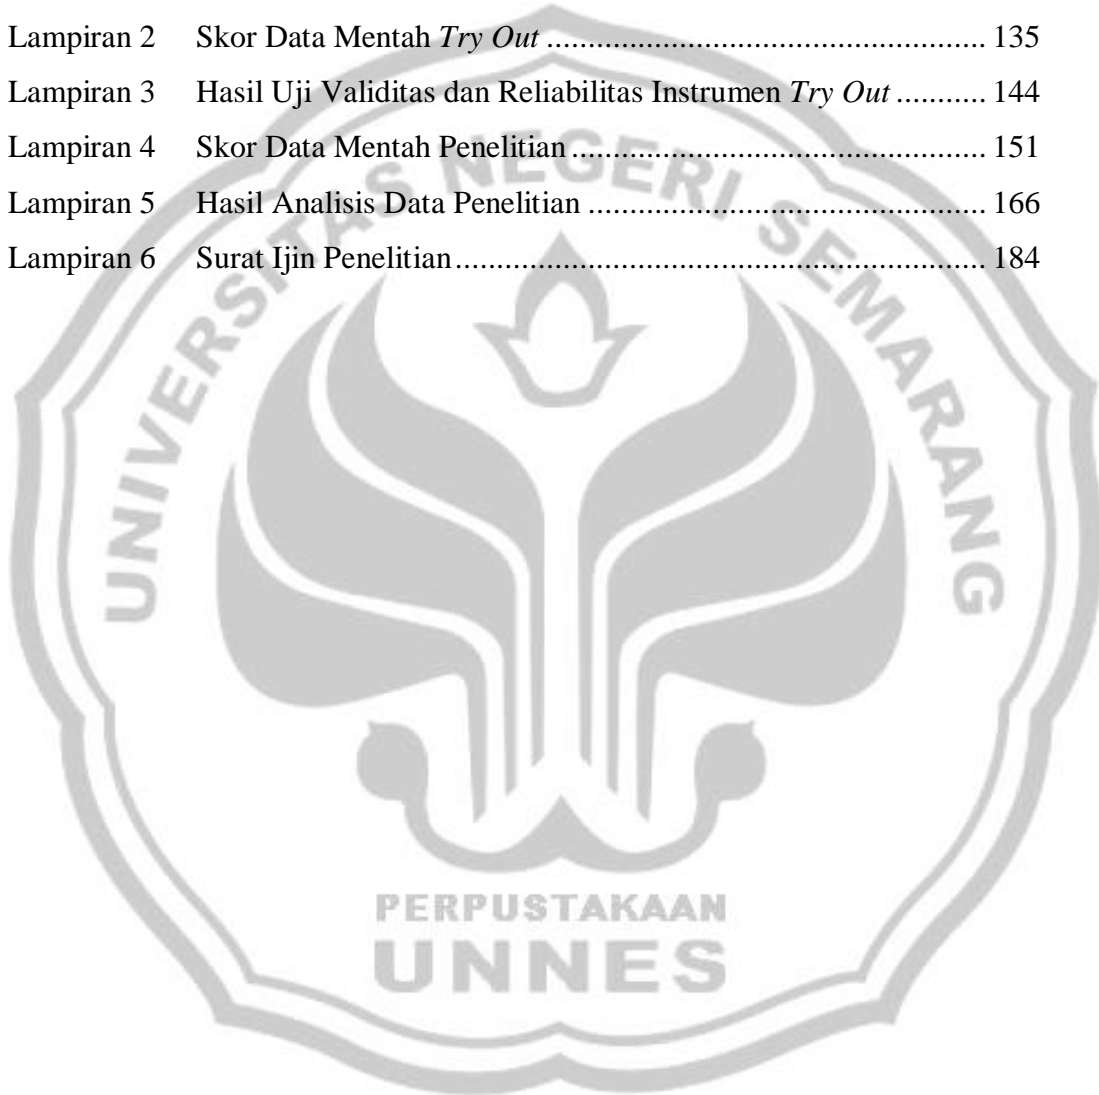 Lampiran 2 Skor Data Mentah Try Out ........................................................ 135
Lampiran 3 Hasil Uji Validitas dan Reliabilitas Instrumen Try Out ........... 144
Lampiran 4 Skor Data Mentah Penelitian ..................................................... 151
Lampiran 5 Hasil Analisis Data Penelitian ................................................... 166
Lampiran 6 Surat Ijin Penelitian .................................................................... 184
UNIVERSITAS NEGERI SEMARANG
PERPUSTAKAAN
UNNES